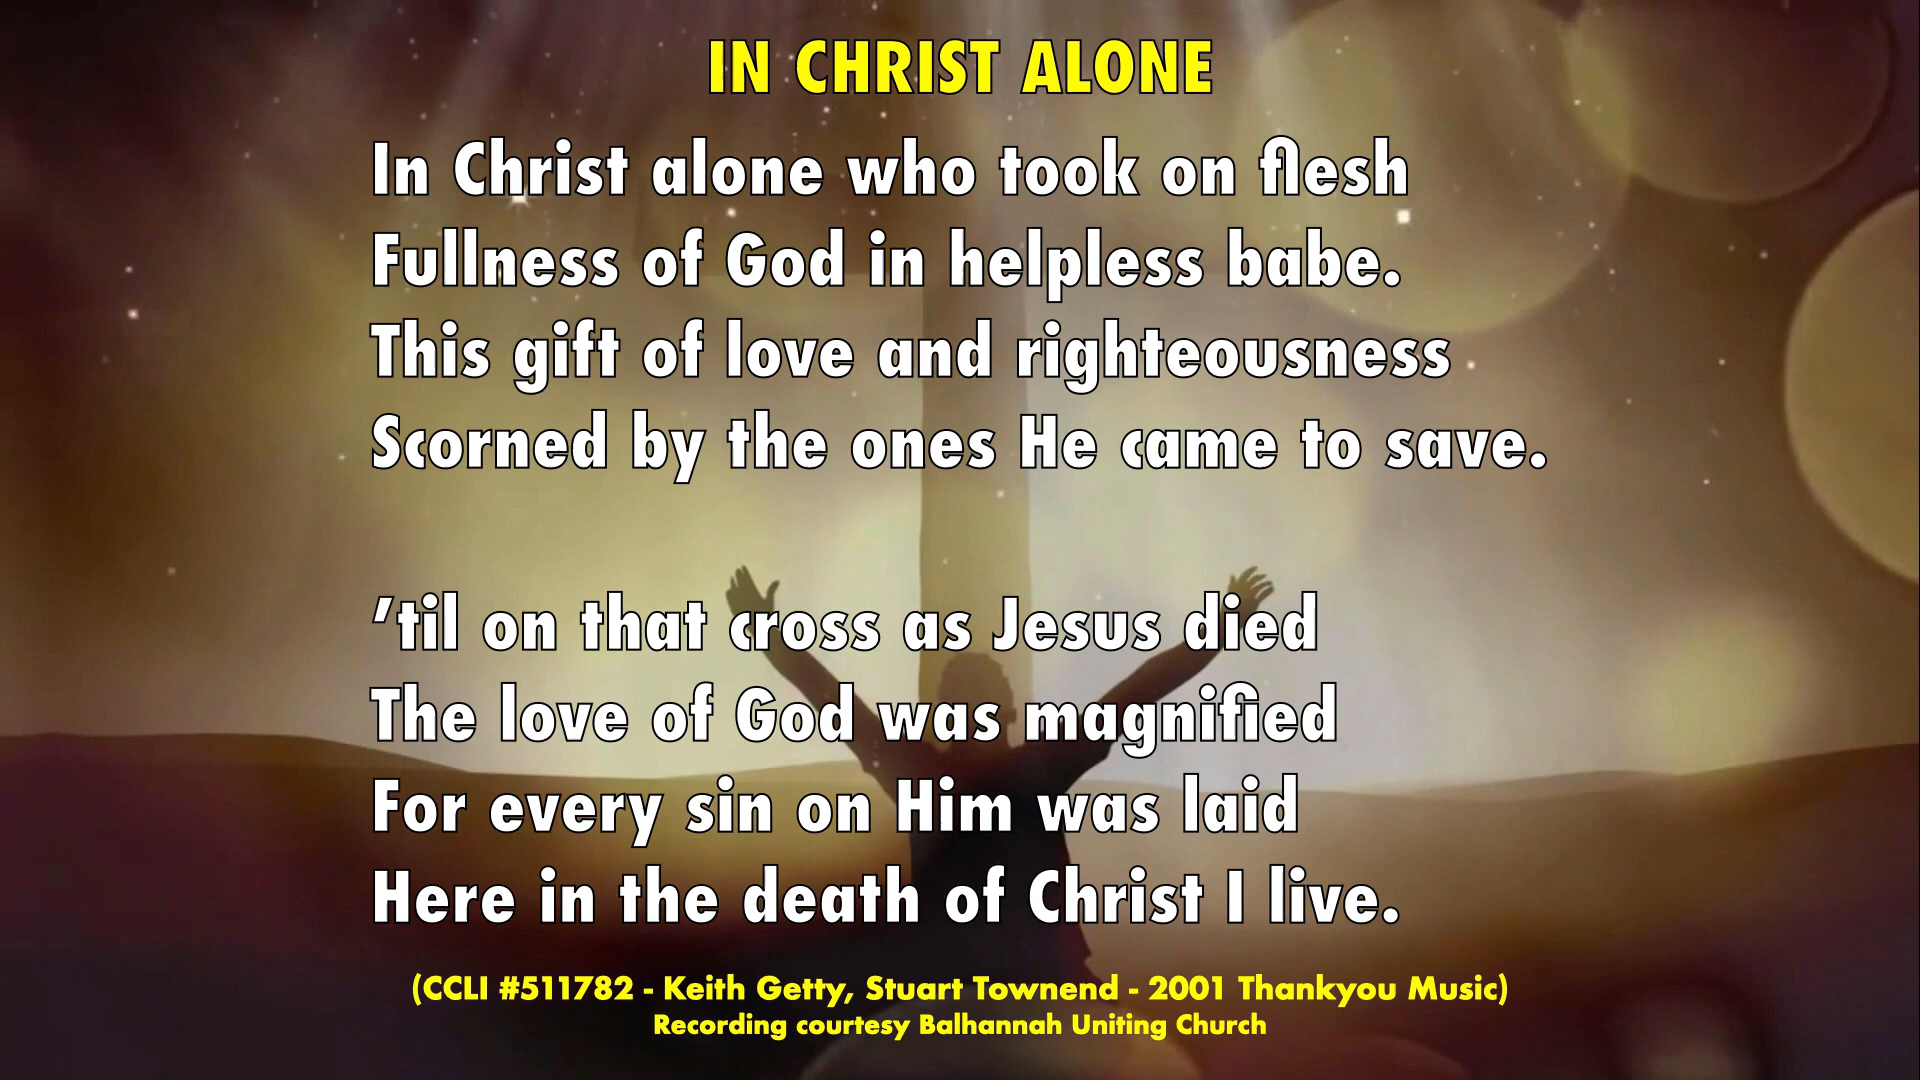 IN CHRIST ALONE
In Christ alone who took on flesh
Fullness of God in helpless babe.
This gift of love and righteousness
Scorned by the ones He came to save.
’til on that cross as Jesus died
The love of God was magnified
For every sin on Him was laid
Here in the death of Christ I live.
(CCLI #511782 - Keith Getty, Stuart Townend - 2001 Thankyou Music)
Recording courtesy Balhannah Uniting Church